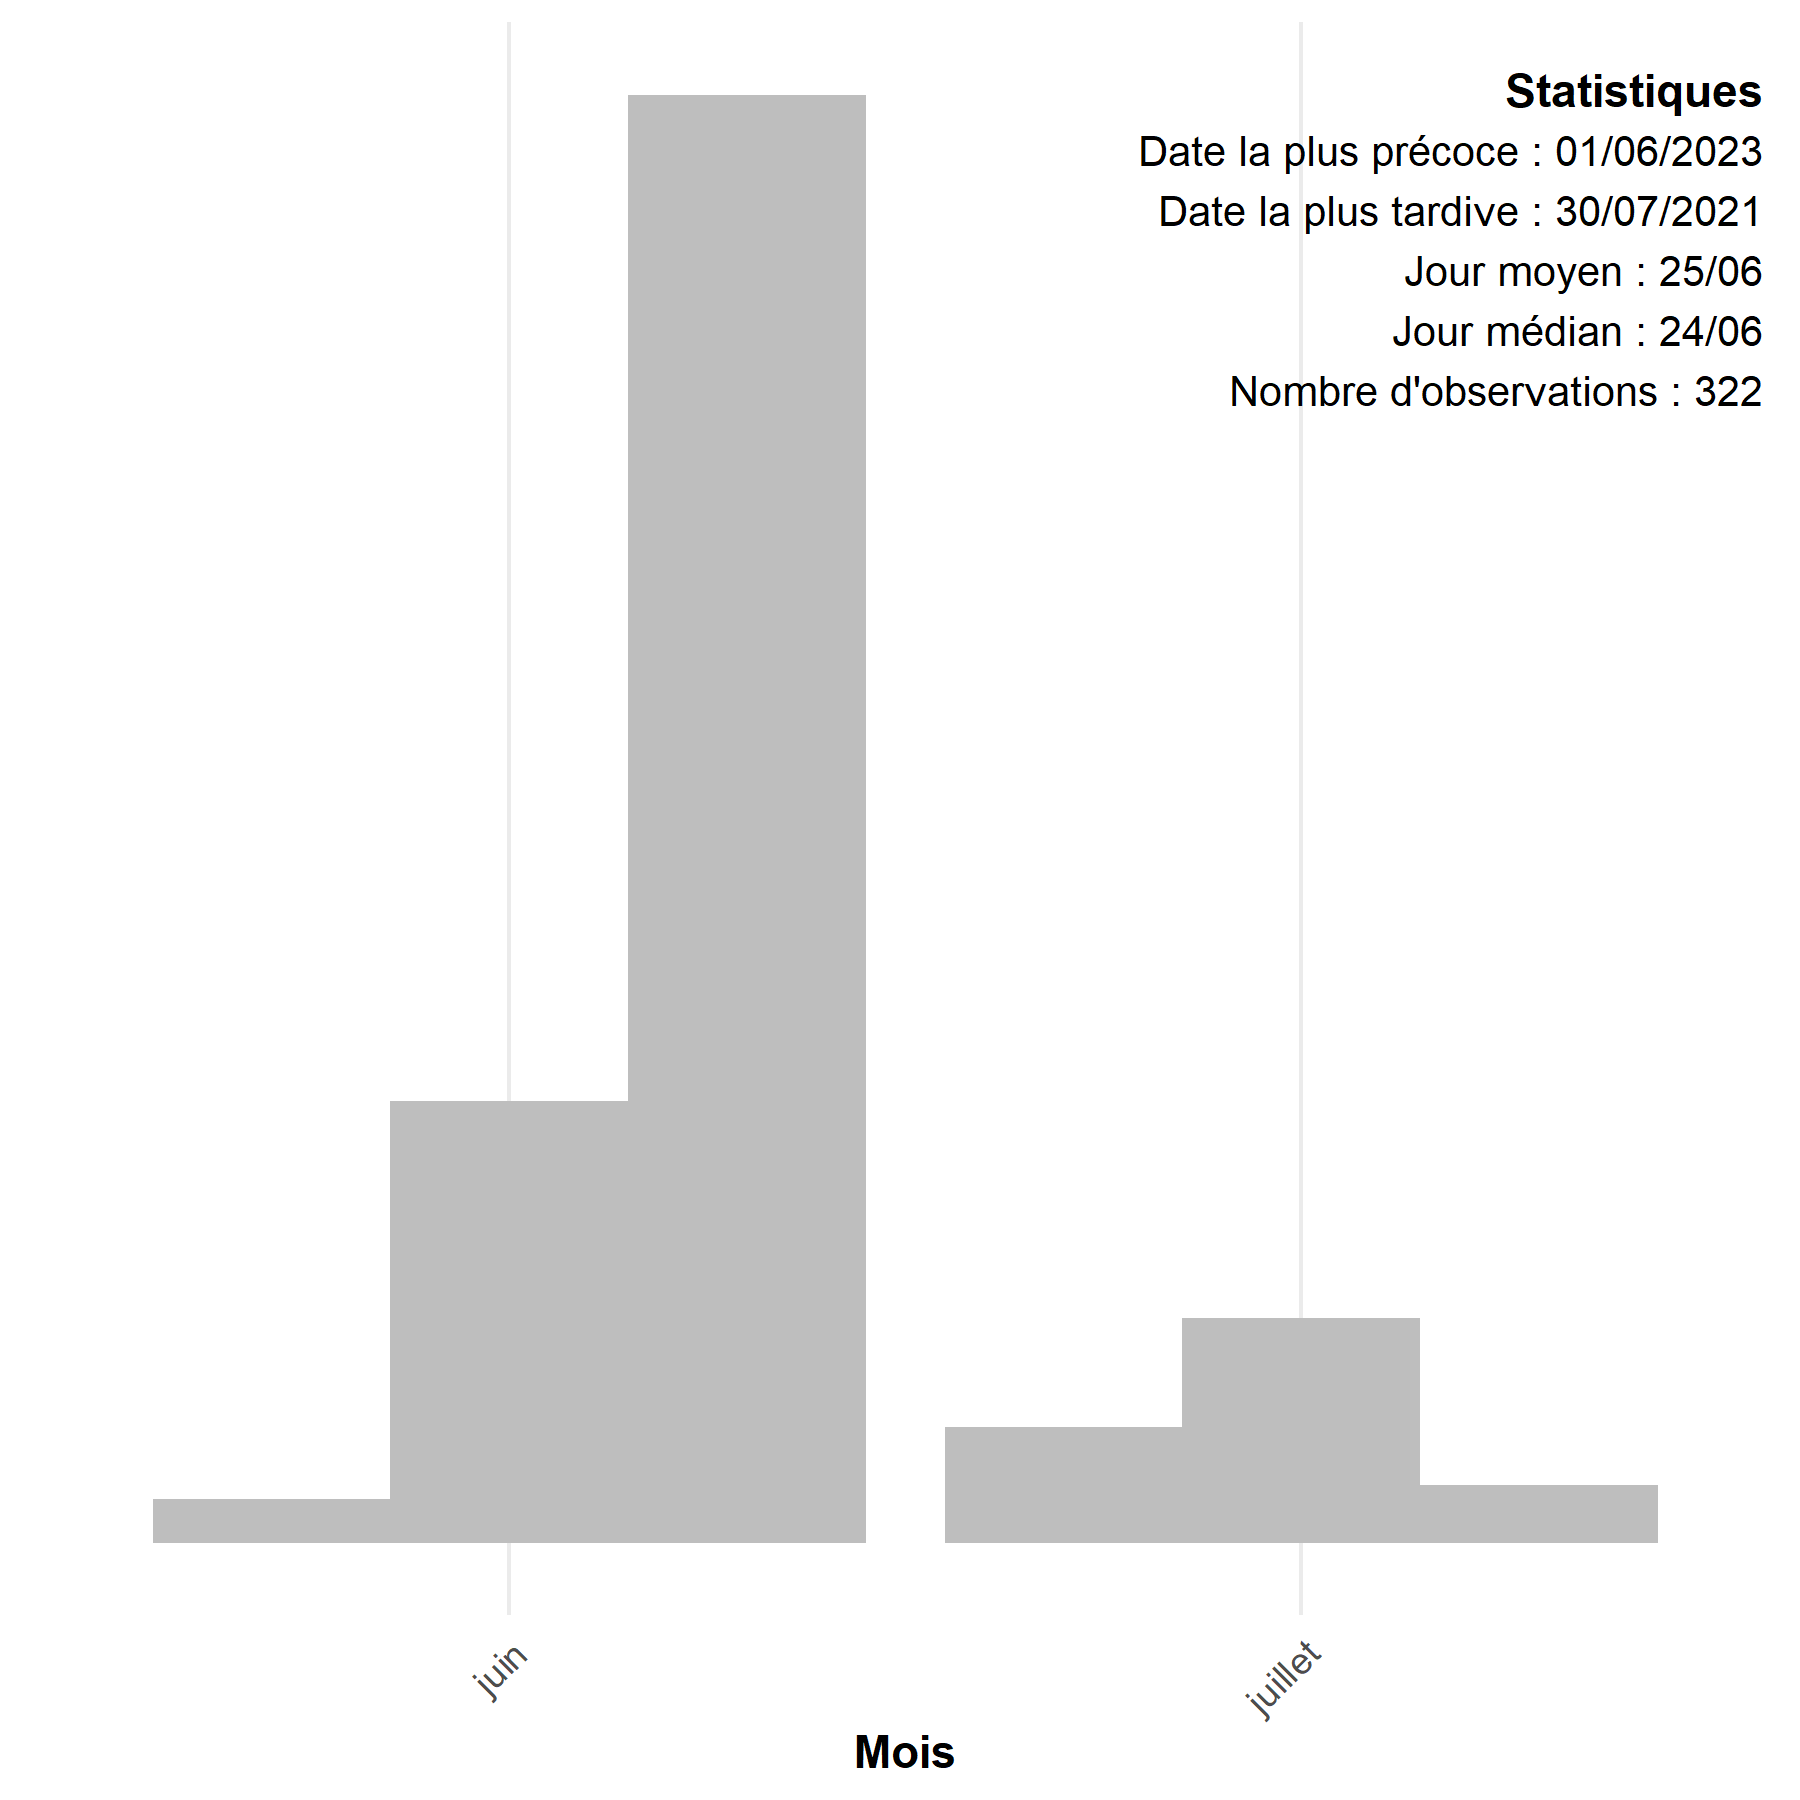 Statistiques
Date la plus précoce : 01/06/2023
Date la plus tardive : 30/07/2021
Jour moyen : 25/06
Jour médian : 24/06
Nombre d'observations : 322
juin
juillet
Mois